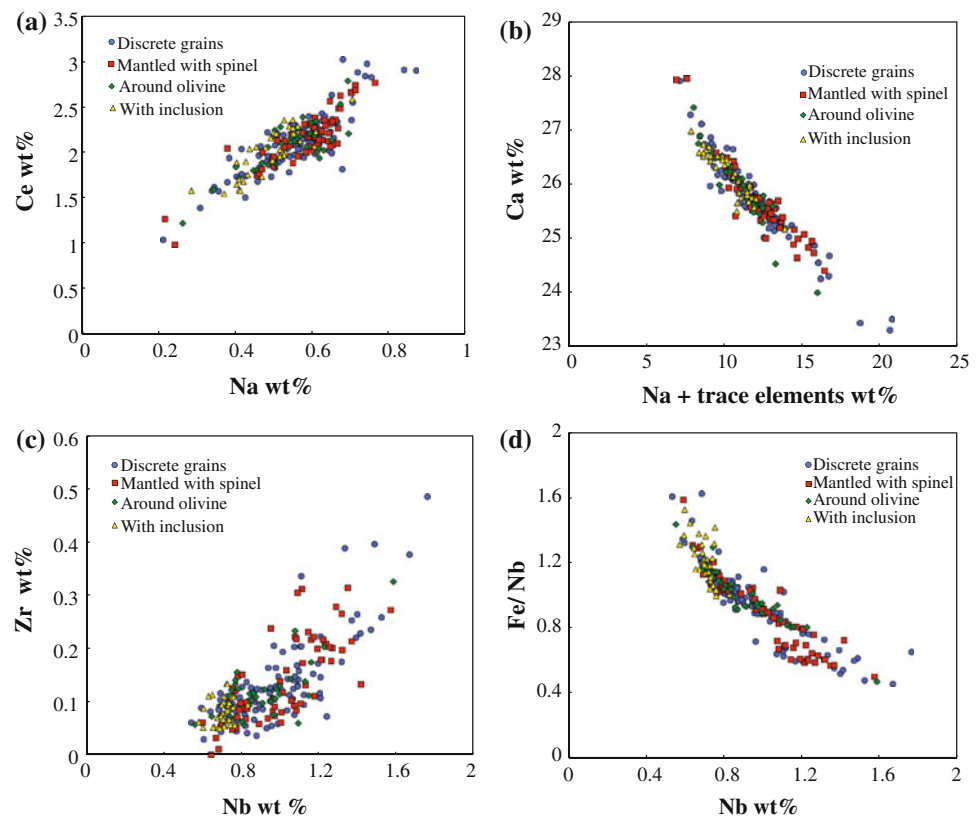 (a)
3.5
3
2.5
2
1.5
1
0.5
0
Ce wt%
Discrete grains
Mantled with spinel
Around olivine
With inclusion
0 0.2 0.4 0.6 0.8 1
Na wt%
(b)
29
28
27
26
25
24
23
Ca wt%
Discrete grains
Mantled with spinel
Around olivine
With inclusion
0 5 10 15 20 25
Na + trace elements wt%
(c)
0.6
0.5
0.4
0.3
0.2
0.1
0
Zr wt%
Discrete grains
Mantled with spinel
Around olivine
With inclusion
0 0.4 0.8 1.2 1.6 2
Nb wt %
(d)
2
1.6
1.2
0.8
0.4
0
Fe/ Nb
Discrete grains
Mantled with spinel
Around olivine
With inclusion
0 0.4 0.8 1.2 1.6 2
Nb wt%